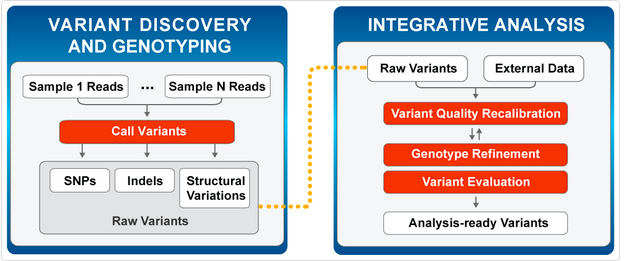 VARIANT DISCOVERY
AND GENOTYPING
Sample 1 Reads ... Sample N Reads
Call Variants
SNPs Indels Structural
Variations
Raw Variants
INTEGRATIVE ANALYSIS
Raw Variants External Data
Variant Quality Recalibration
Genotype Refinement
Variant Evaluation
Analysis-ready Variants